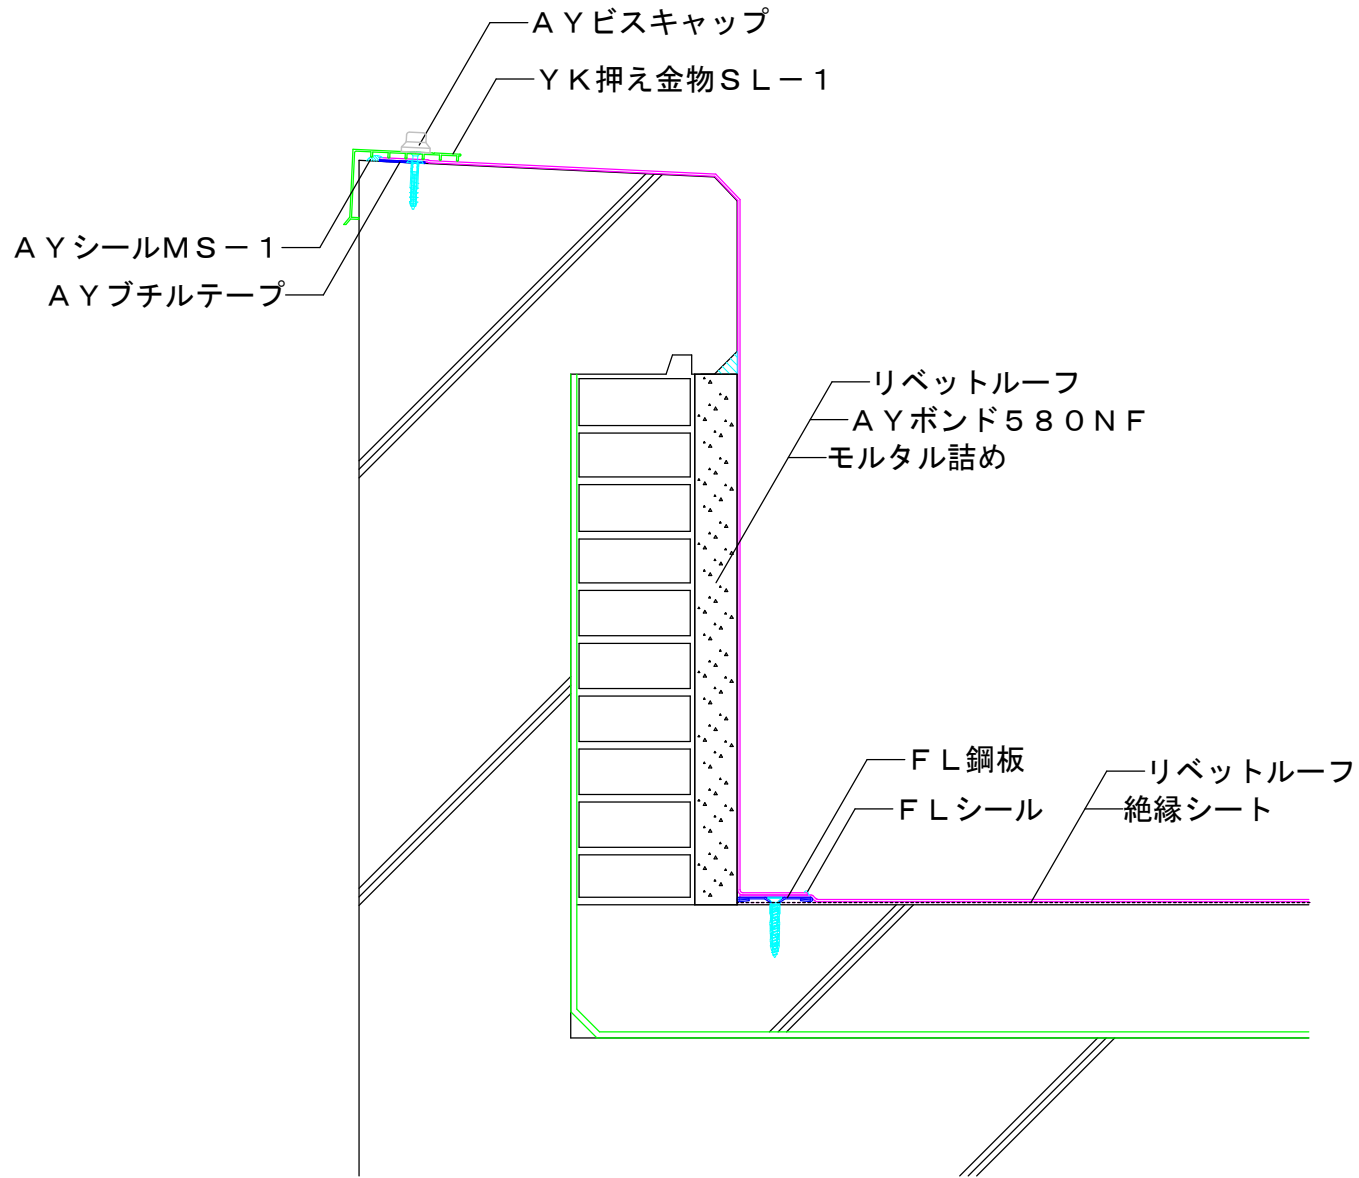 ＡＹビスキャップ
ＹＫ押え金物ＳＬ－１
ＡＹシールＭＳ－１
ＡＹブチルテープ
リベットルーフ
ＡＹボンド５８０ＮＦ
モルタル詰め
ＦＬ鋼板
ＦＬシール
リベットルーフ
絶縁シート